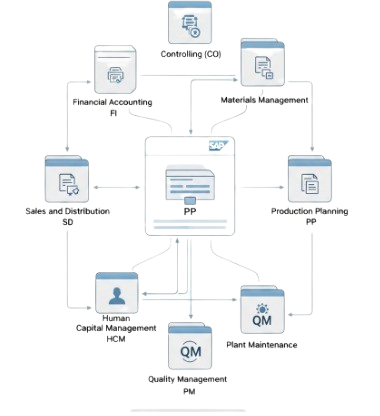 Controlling (CO)
Financial Accounting
FI
Materials Management
SAP
PP
Sales and Distribution
SD
Production Planning
PP
Human
Capital Management
HCM
QM
Plant Maintenance
QM
Quality Management
PM